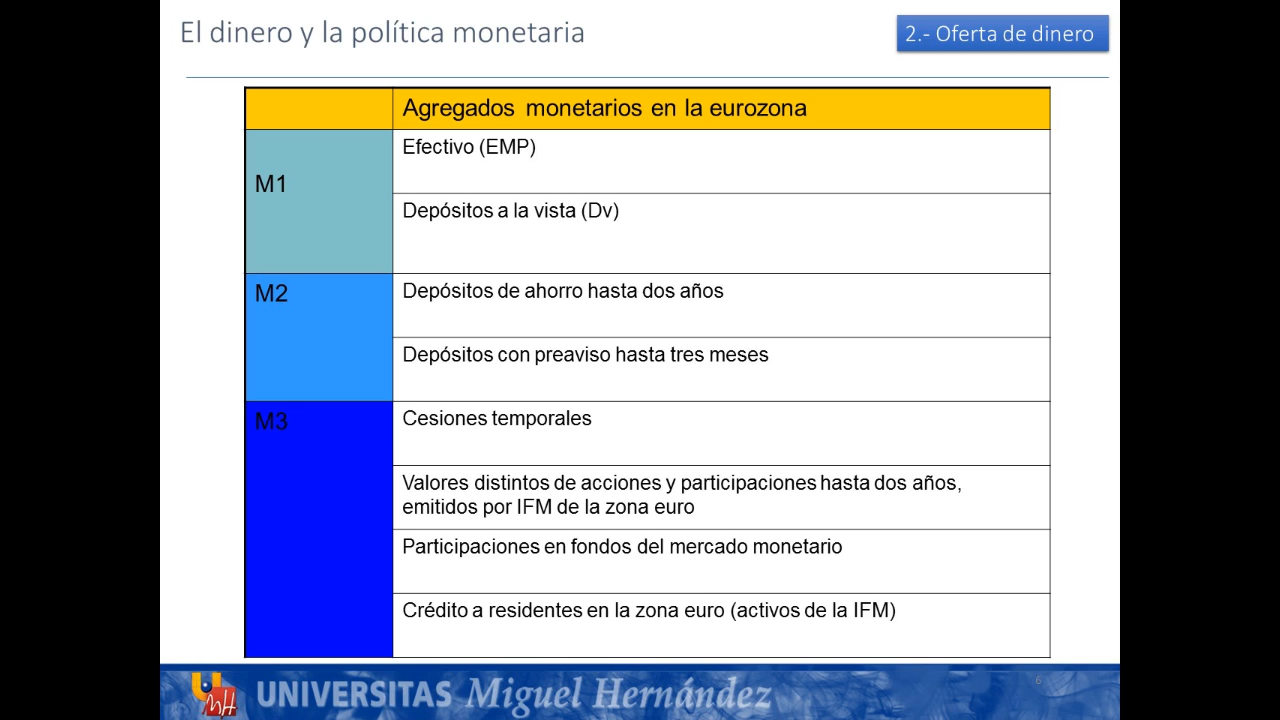 El dinero y la política monetaria
2.- Oferta de dinero
Agregados monetarios en la eurozona
M1
Efectivo (EMP)
Depósitos a la vista (Dv)
M2
Depósitos de ahorro hasta dos años
Depósitos con preaviso hasta tres meses
M3
Cesiones temporales
Valores distintos de acciones y participaciones hasta dos años,
emitidos por IFM de la zona euro
Participaciones en fondos del mercado monetario
Crédito a residentes en la zona euro (activos de la IFM)
UMH
UNIVERSITAS Miguel Hernández
6